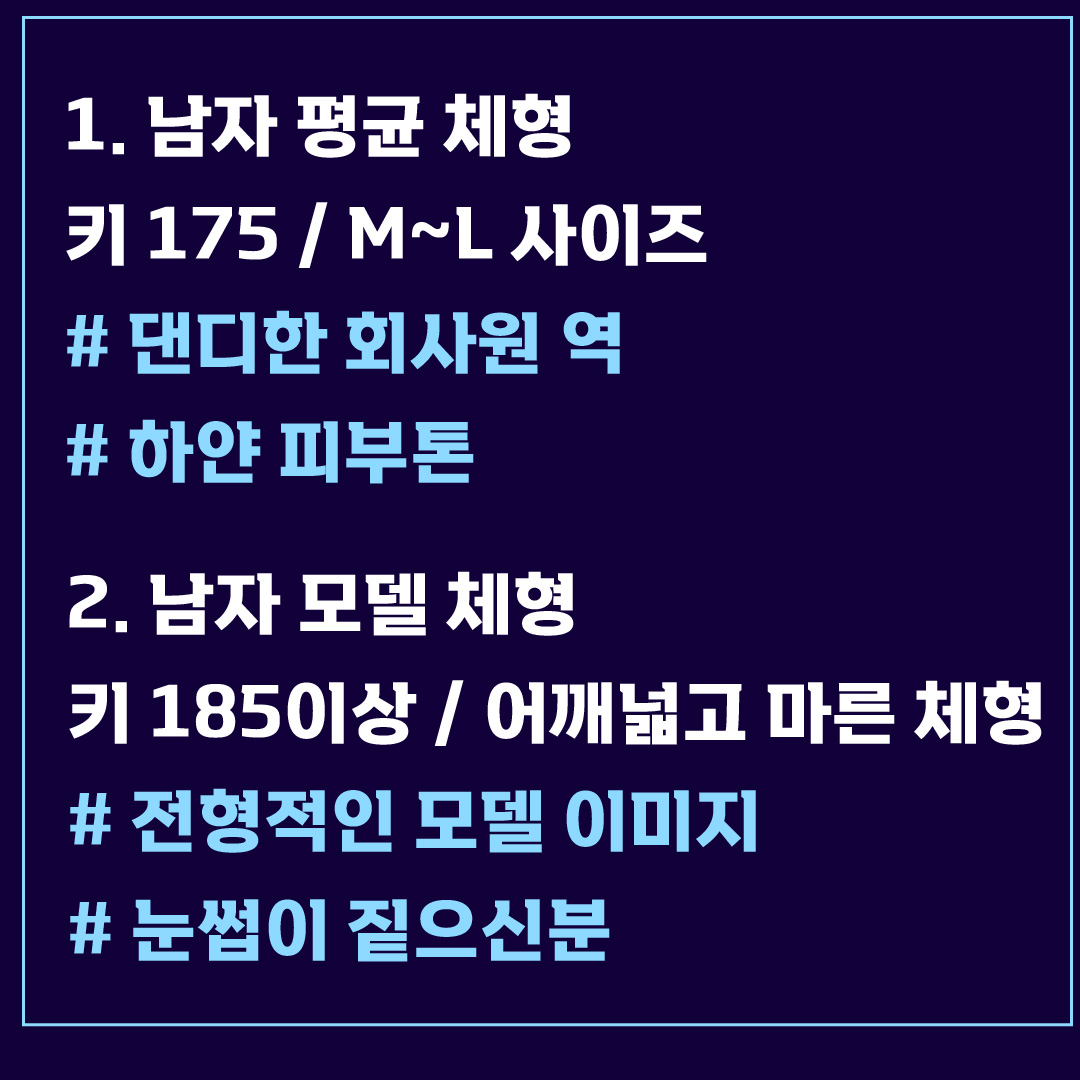 1. 남자 평균 체형
키 175 / M~L 사이즈
# 댄디한 회사원 역
# 하얀 피부톤
2. 남자 모델 체형
키 185이상 / 어깨넓고 마른 체형
# 전형적인 모델 이미지
# 눈썹이 짙으신분